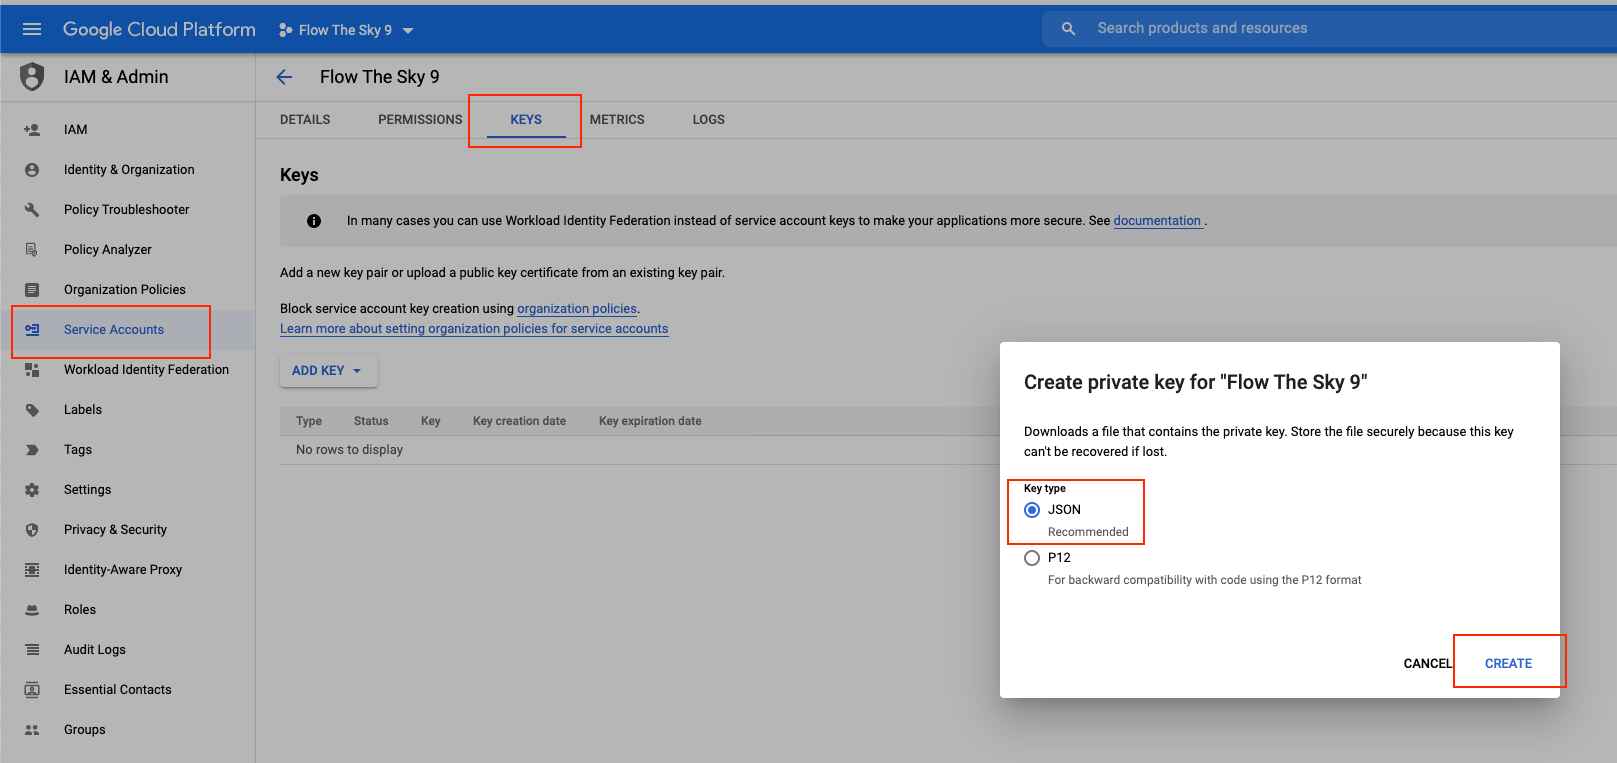 Google Cloud Platform
Flow The Sky 9
Search products and resources
IAM & Admin
IAM
Identity & Organization
Policy Troubleshooter
Policy Analyzer
Organization Policies
Service Accounts
Workload Identity Federation
Labels
Tags
Settings
Privacy & Security
Identity-Aware Proxy
Roles
Audit Logs
Essential Contacts
Groups
Flow The Sky 9
DETAILS PERMISSIONS KEYS METRICS LOGS
Keys
In many cases you can use Workload Identity Federation instead of service account keys to make your applications more secure. See documentation .
Add a new key pair or upload a public key certificate from an existing key pair.
Block service account key creation using organization policies.
Learn more about setting organization policies for service accounts
ADD KEY
Type Status Key Key creation date Key expiration date
No rows to display
Create private key for "Flow The Sky 9"
Downloads a file that contains the private key. Store the file securely because this key
can't be recovered if lost.
Key type
JSON
Recommended
P12
For backward compatibility with code using the P12 format
CANCEL CREATE